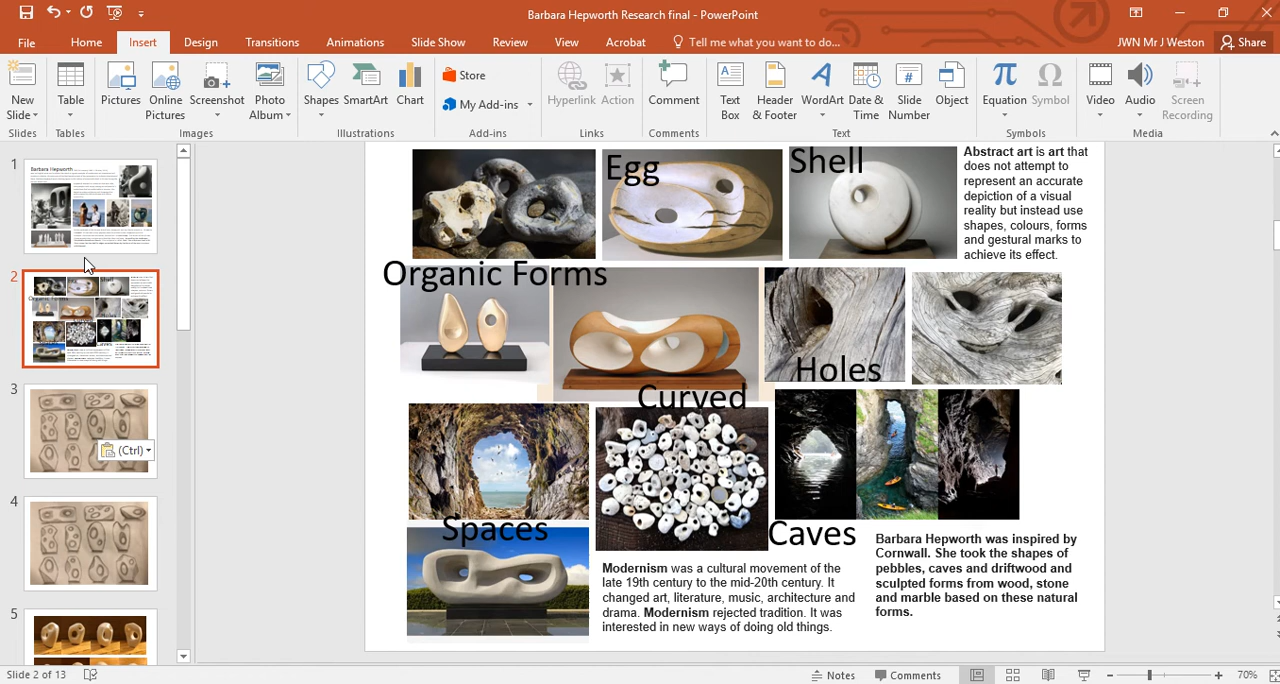 Barbara Hepworth Research final - PowerPoint
File Home Insert Design Transitions Animations Slide Show Review View Acrobat Tell me what you want to do... JWN Mr J Weston Share
New Slide
Table
Pictures
Online Pictures
Screenshot
Photo Album
Shapes
SmartArt
Chart
Store
My Add-ins
Hyperlink
Action
Comment
Text Box
Header & Footer
WordArt
Date & Time
Slide Number
Object
Equation
Symbol
Video
Audio
Screen Recording
Slides Tables Images Illustrations Add-ins Links Comments Text Symbols Media
1
Barbara Hepworth
2
3
(Ctrl)
4
5
Egg
Shell
Abstract art is art that
does not attempt to
represent an accurate
depiction of a visual
reality but instead use
shapes, colours, forms
and gestural marks to
achieve its effect.
Organic Forms
Holes
Curved
Spaces
Caves
Modernism was a cultural movement of the
late 19th century to the mid-20th century. It
changed art, literature, music, architecture and
drama. Modernism rejected tradition. It was
interested in new ways of doing old things.
Barbara Hepworth was inspired by
Cornwall. She took the shapes of
pebbles, caves and driftwood and
sculpted forms from wood, stone
and marble based on these natural
forms.
Slide 2 of 13 Notes Comments 70%